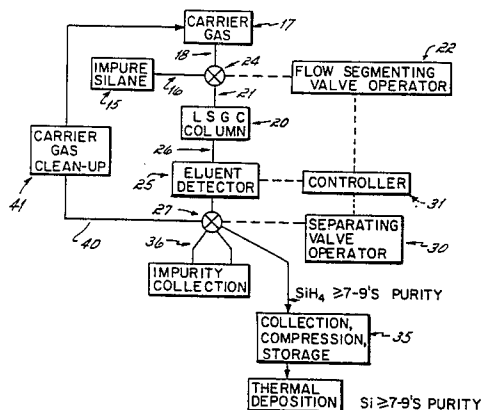 CARRIER
GAS
17
18
24
22
IMPURE
SILANE
FLOW SEGMENTING
VALVE OPERATOR
15
16
21
LSGC
COLUMN
20
CARRIER
GAS
CLEAN-UP
26
25
ELUENT
DETECTOR
CONTROLLER
31
41
27
40
SEPARATING
VALVE
OPERATOR
30
36
IMPURITY
COLLECTION
SiH4 ≥7-9'S PURITY
COLLECTION,
COMPRESSION,
STORAGE
35
THERMAL
DEPOSITION
Si ≥7-9'S PURITY